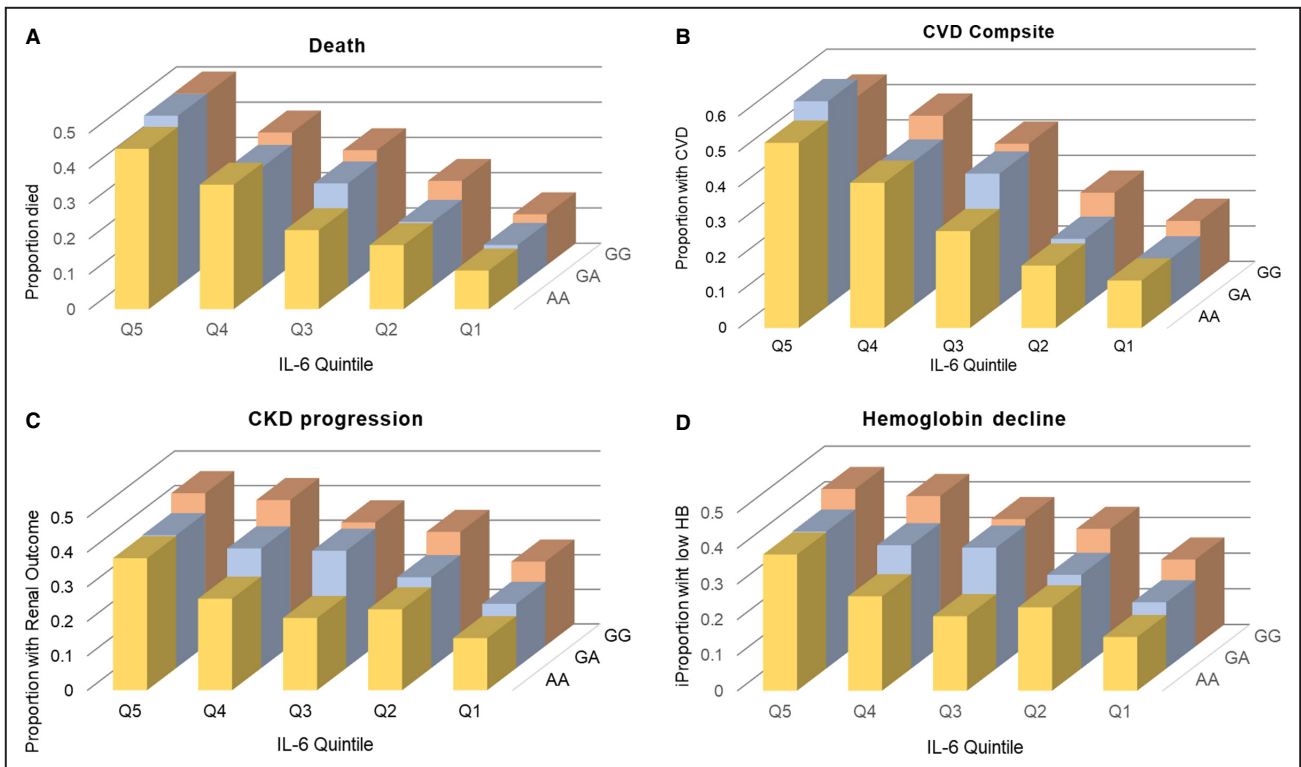 A
Death
Proportion died
0.5
0.4
0.3
0.2
0.1
0
Q5 Q4 Q3 Q2 Q1
AA
GA
GG
IL-6 Quintile
B
CVD Compsite
Proportion with CVD
0.6
0.5
0.4
0.3
0.2
0.1
0
Q5 Q4 Q3 Q2 Q1
AA
GA
GG
IL-6 Quintile
C
CKD progression
Proportion with Renal Outcome
0.5
0.4
0.3
0.2
0.1
0
Q5 Q4 Q3 Q2 Q1
AA
GA
GG
IL-6 Quintile
D
Hemoglobin decline
iProportion wiht low HB
0.5
0.4
0.3
0.2
0.1
0
Q5 Q4 Q3 Q2 Q1
AA
GA
GG
IL-6 Quintile